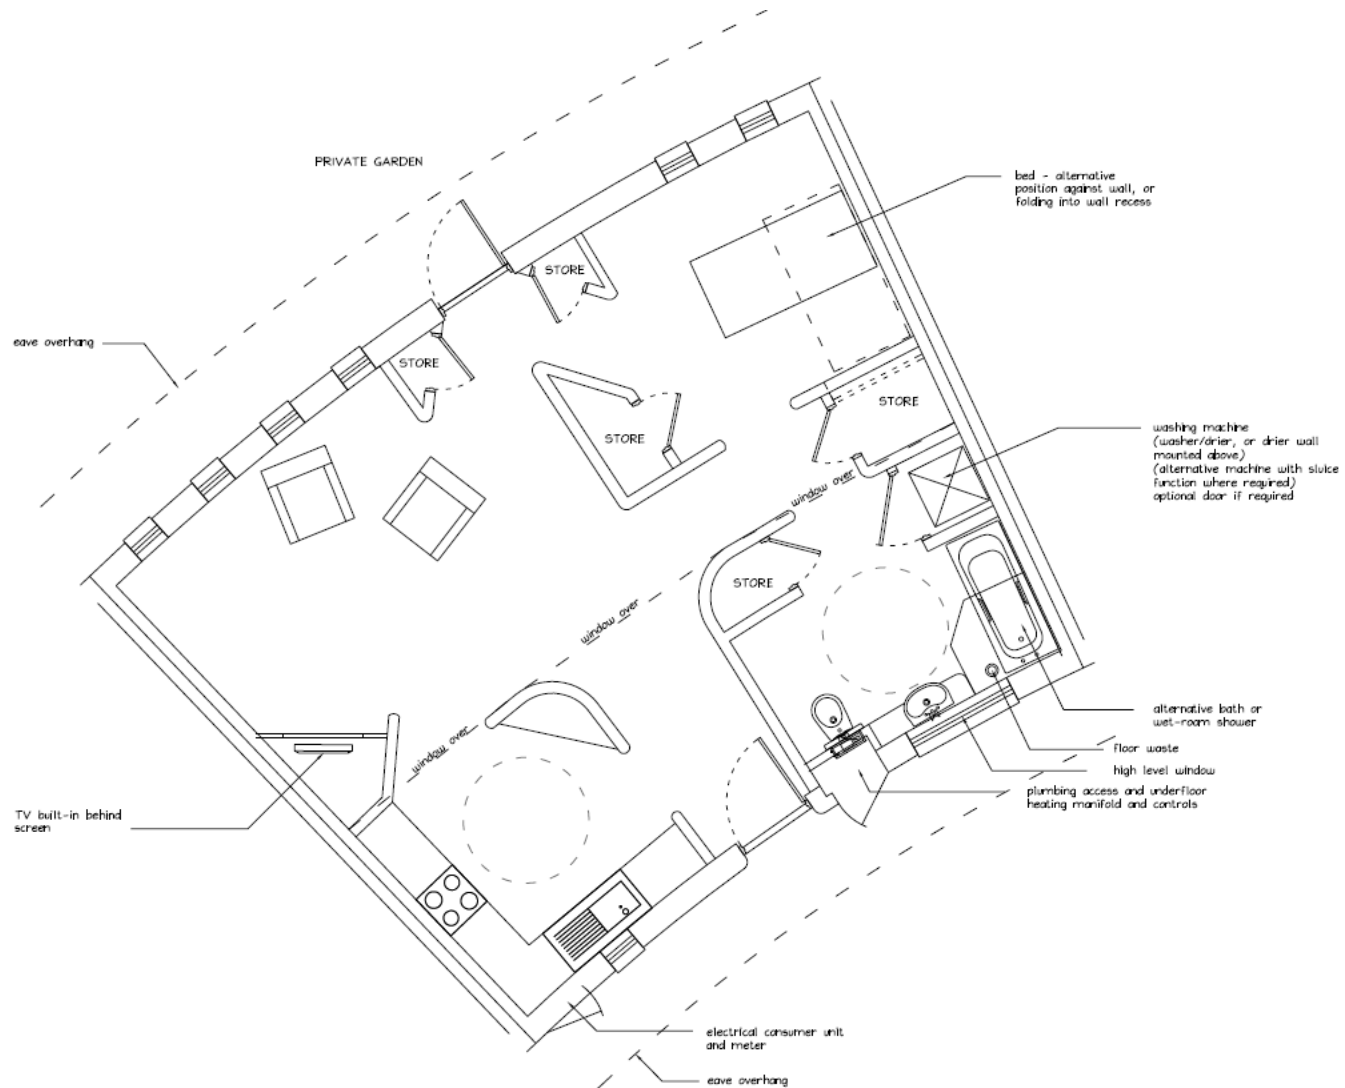 PRIVATE GARDEN
bed - alternative
position against wall, or
folding into wall recess
STORE
eave overhang
STORE
STORE
STORE
washing machine
(washer/drier, or drier wall
mounted above)
(alternative machine with sluice
function where required)
optional door if required
window over
STORE
window over
window over
alternative bath or
wet-room shower
floor waste
high level window
plumbing access and underfloor
heating manifold and controls
TV built-in behind
screen
electrical consumer unit
and meter
eave overhang